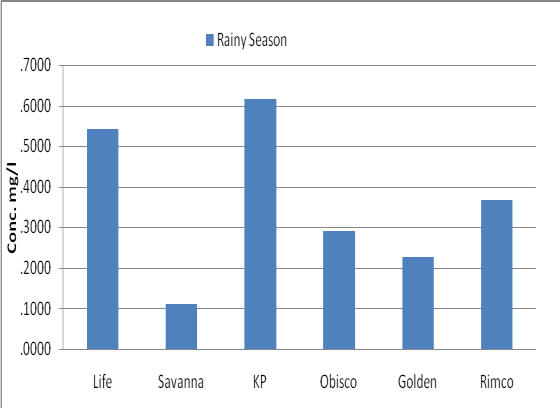 Rainy Season
.7000
.6000
.5000
.4000
.3000
.2000
.1000
.0000
Conc. mg/l
Life Savanna KP Obisco Golden Rimco